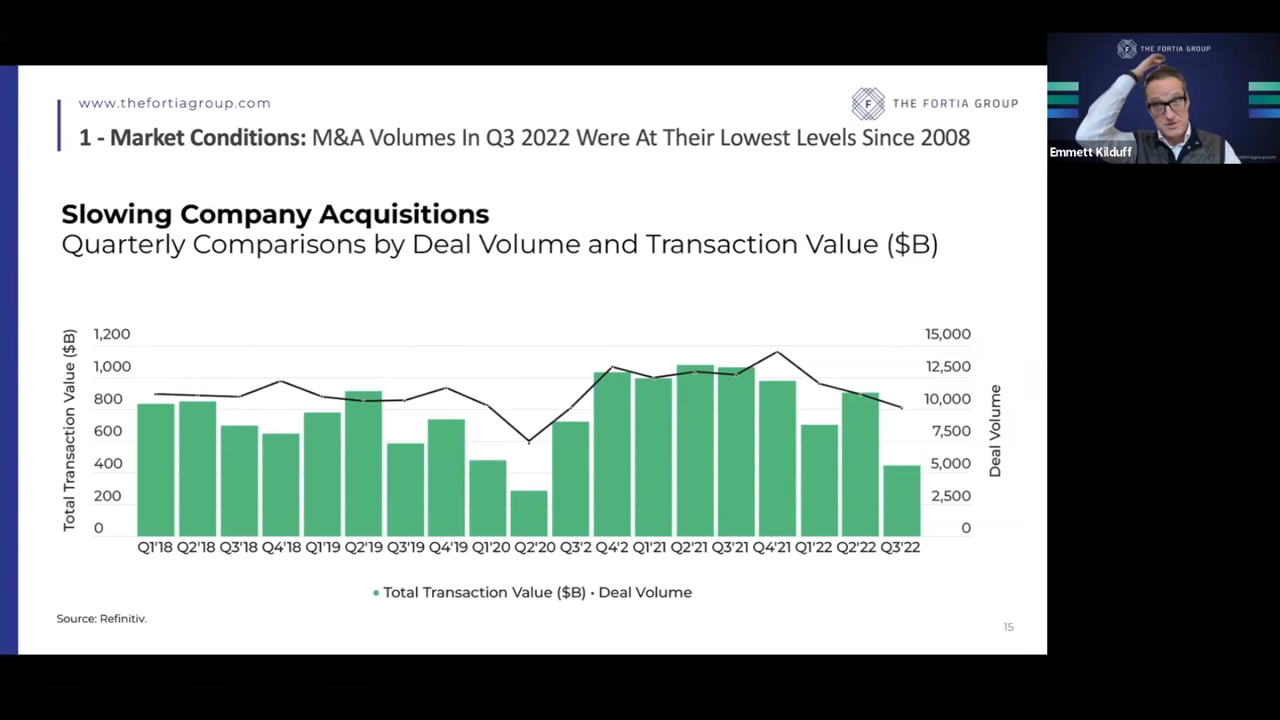 www.thefortiagroup.com
THE FORTIA GROUP
1 - Market Conditions: M&A Volumes In Q3 2022 Were At Their Lowest Levels Since 2008
Slowing Company Acquisitions
Quarterly Comparisons by Deal Volume and Transaction Value ($B)
Total Transaction Value ($B)
1,200
1,000
800
600
400
200
0
15,000
12,500
10,000
7,500
5,000
2,500
0
Deal Volume
Q1'18 Q2'18 Q3'18 Q4'18 Q1'19 Q2'19 Q3'19 Q4'19 Q1'20 Q2'20 Q3'2 Q4'2 Q1'21 Q2'21 Q3'21 Q4'21 Q1'22 Q2'22 Q3'22
• Total Transaction Value ($B) • Deal Volume
Source: Refinitiv.
15
THE FORTIA GROUP
Emmett Kilduff